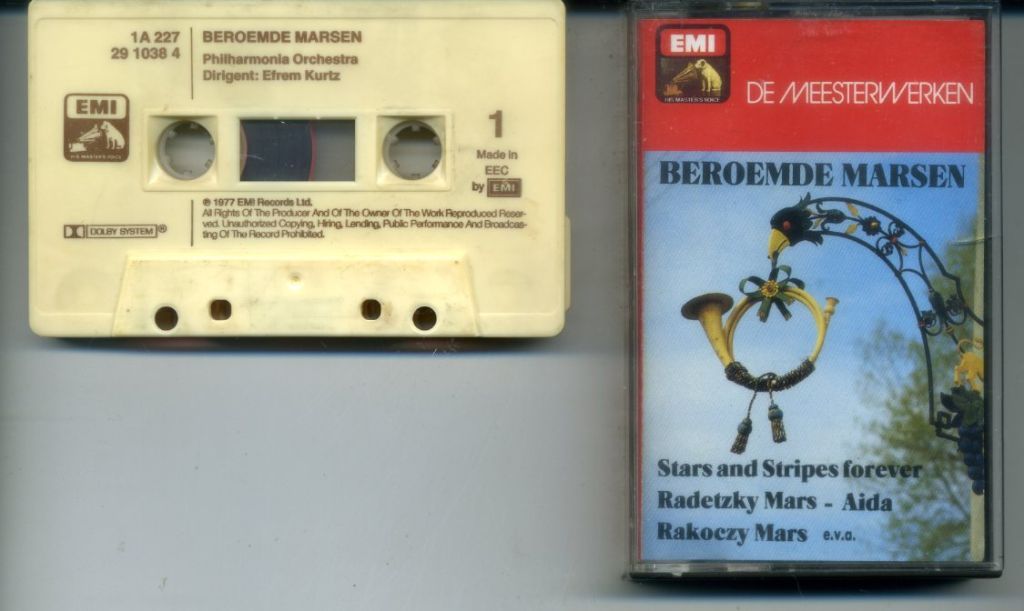 1A 227
29 1038 4
BEROEMDE MARSEN
Philharmonia Orchestra
Dirigent: Efrem Kurtz
EMI
HIS MASTER'S VOICE
1
Made in
EEC
by EMI
DOLBY SYSTEM ®
℗ 1977 EMI Records Ltd.
All Rights Of The Producer And Of The Owner Of The Work Reproduced Reser-
ved. Unauthorized Copying, Hiring, Lending, Public Performance And Broadcas-
ting Of The Record Prohibited.
EMI
HIS MASTER'S VOICE
DE MEESTERWERKEN
BEROEMDE MARSEN
Stars and Stripes forever
Radetzky Mars - Aida
Rakoczy Mars e.v.a.